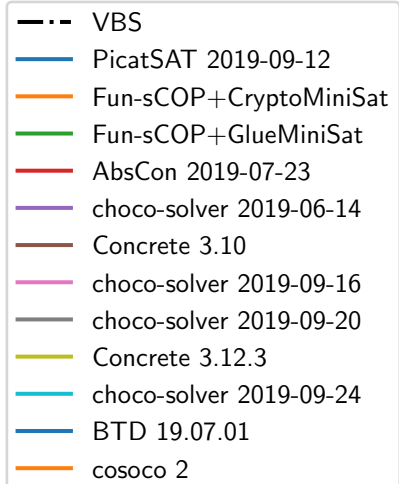 VBS
PicatSAT 2019-09-12
Fun-sCOP+CryptoMiniSat
Fun-sCOP+GlueMiniSat
AbsCon 2019-07-23
choco-solver 2019-06-14
Concrete 3.10
choco-solver 2019-09-16
choco-solver 2019-09-20
Concrete 3.12.3
choco-solver 2019-09-24
BTD 19.07.01
cosoco 2